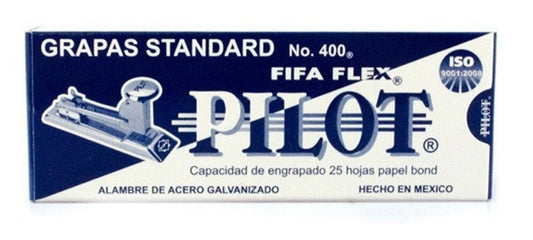 GRAPAS STANDARD No. 400®
FIFA FLEX®
ISO
9001:2008
PILOT®
PILOT.
Capacidad de engrapado 25 hojas papel bond
ALAMBRE DE ACERO GALVANIZADO HECHO EN MEXICO